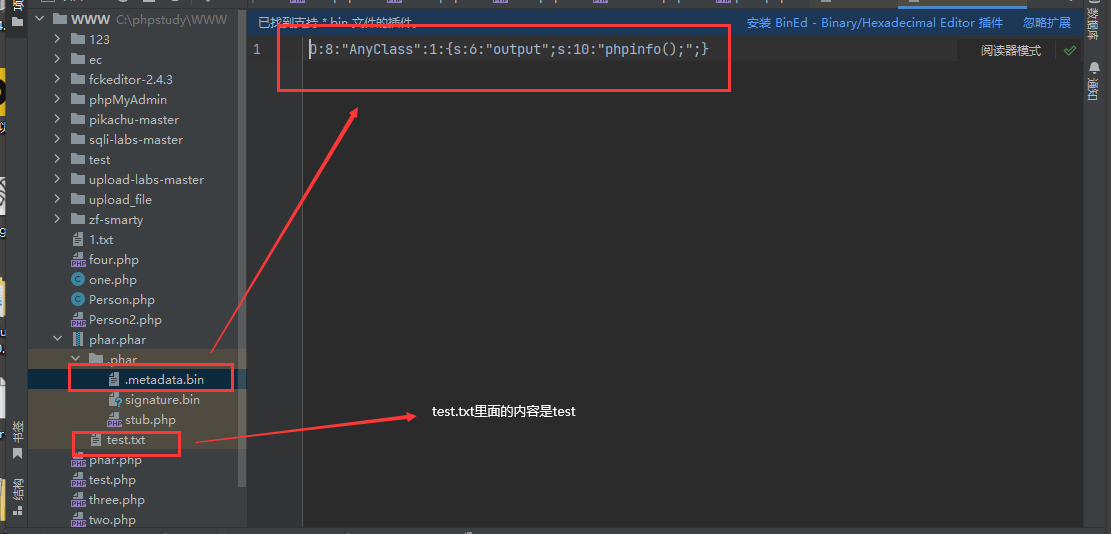 WWW C:\phpstudy\WWW
123
ec
fckeditor-2.4.3
phpMyAdmin
pikachu-master
sqli-labs-master
test
upload-labs-master
upload_file
zf-smarty
1.txt
four.php
one.php
Person.php
Person2.php
phar.phar
.phar
.metadata.bin
signature.bin
stub.php
test.txt
phar.php
test.php
three.php
two.php
书签
结构
已找到支持 *.bin 文件的插件。
安装 BinEd - Binary/Hexadecimal Editor 插件 忽略扩展
1 O:8:"AnyClass":1:{s:6:"output";s:10:"phpinfo();";}
阅读器模式
test.txt里面的内容是test
数据库
通知